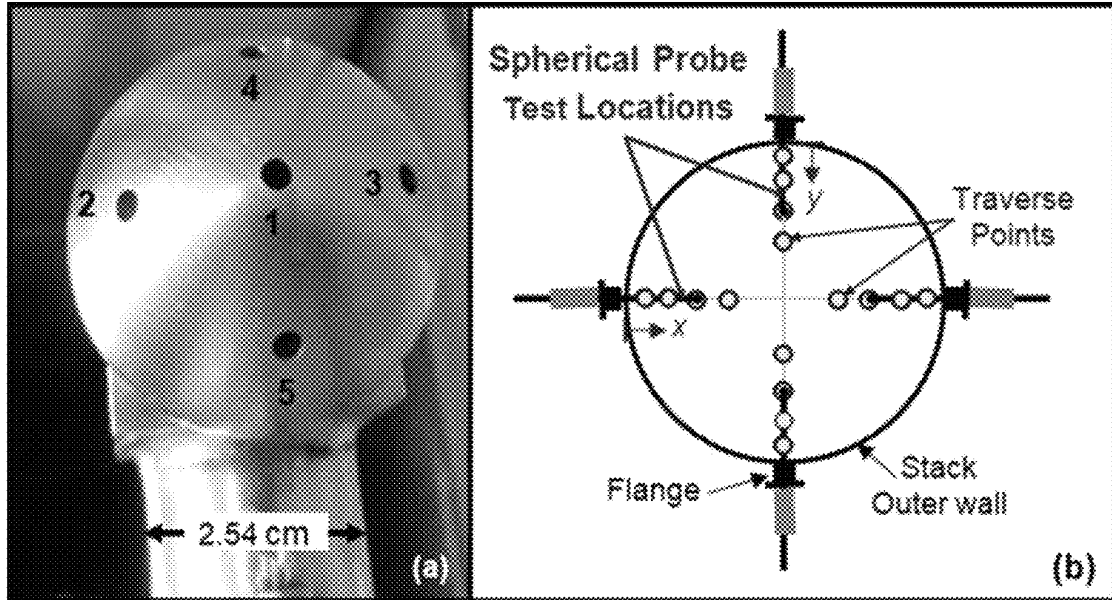 4
2
3
1
5
2.54 cm
(a)
Spherical Probe
Test Locations
y
Traverse
Points
x
Flange
Stack
Outer wall
(b)